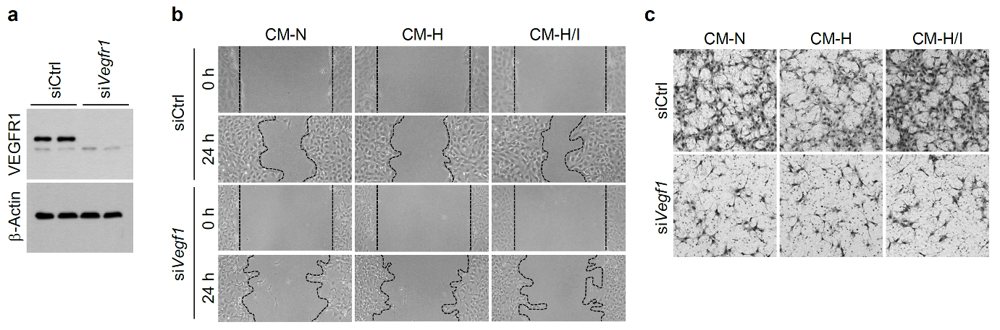 a
siCtrl
siVegfr1
VEGFR1
β-Actin
b
CM-N CM-H CM-H/I
siCtrl
0 h
24 h
siVegf1
0 h
24 h
c
CM-N CM-H CM-H/I
siCtrl
siVegf1